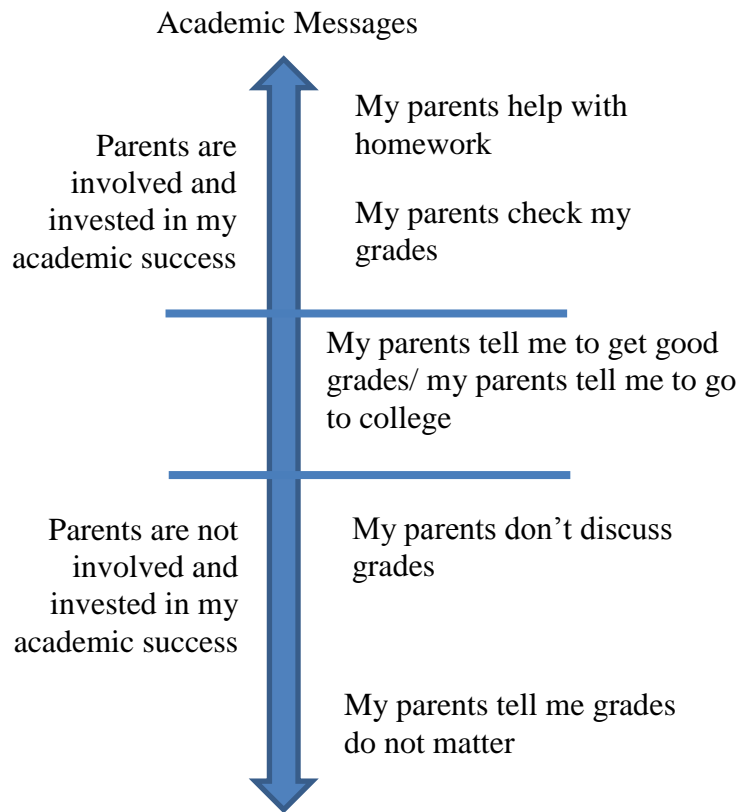 Academic Messages
Parents are
involved and
invested in my
academic success
My parents help with
homework
My parents check my
grades
My parents tell me to get good
grades/ my parents tell me to go
to college
Parents are not
involved and
invested in my
academic success
My parents don’t discuss
grades
My parents tell me grades
do not matter